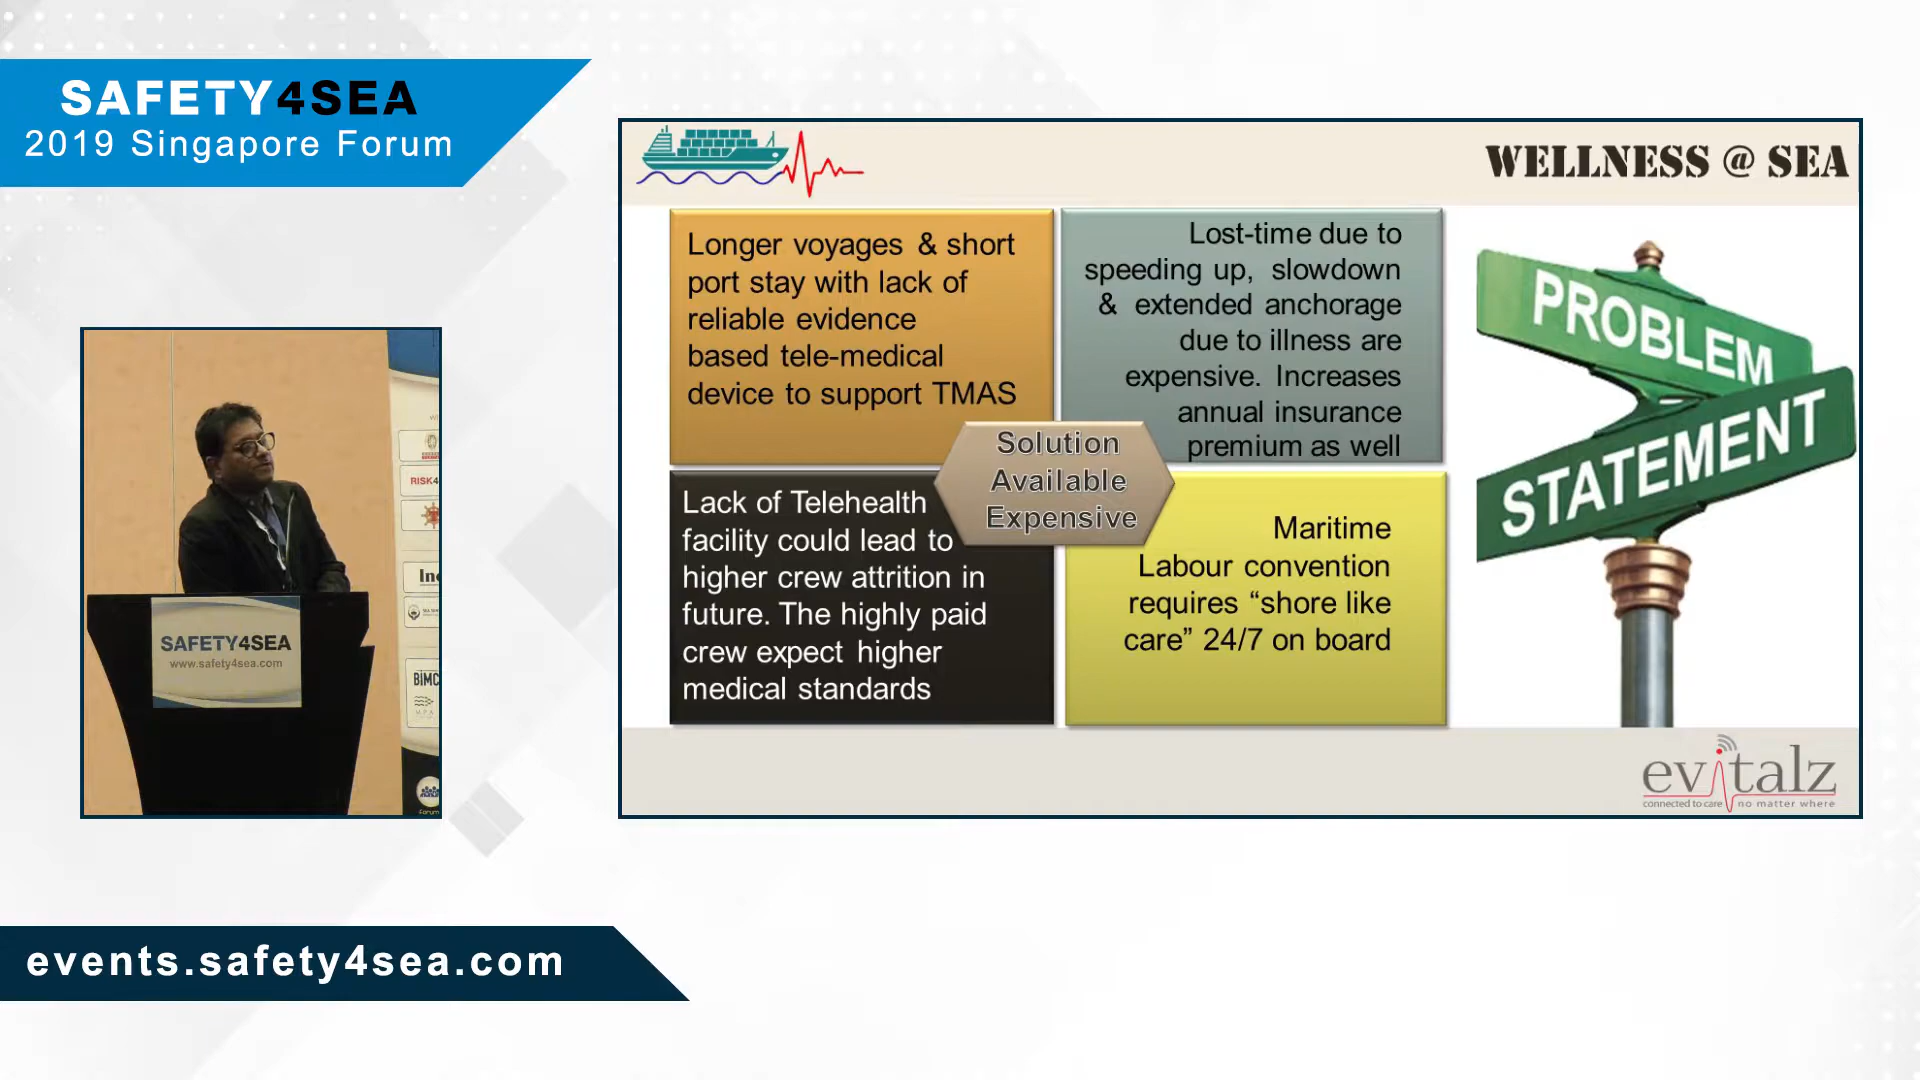 SAFETY4SEA
2019 Singapore Forum
WELLNESS @ SEA
Longer voyages & short
port stay with lack of
reliable evidence
based tele-medical
device to support TMAS
Lost-time due to
speeding up, slowdown
& extended anchorage
due to illness are
expensive. Increases
annual insurance
premium as well
Solution
Available
Expensive
Lack of Telehealth
facility could lead to
higher crew attrition in
future. The highly paid
crew expect higher
medical standards
Maritime
Labour convention
requires “shore like
care” 24/7 on board
PROBLEM
STATEMENT
evitalz
connected to care no matter where
RISK4
SAFETY4SEA
www.safety4sea.com
BIMC
Forum
events.safety4sea.com